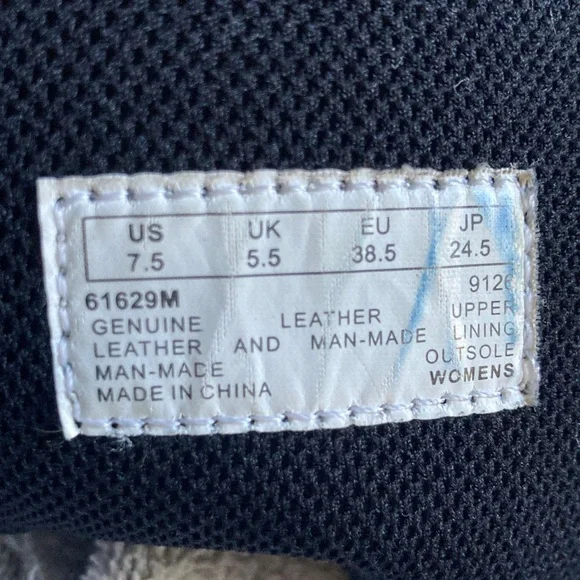 US UK EU JP
7.5 5.5 38.5 24.5
61629M 912
GENUINE LEATHER UPPER
LEATHER AND MAN-MADE LINING
MAN-MADE OUTSOLE
MADE IN CHINA WOMENS